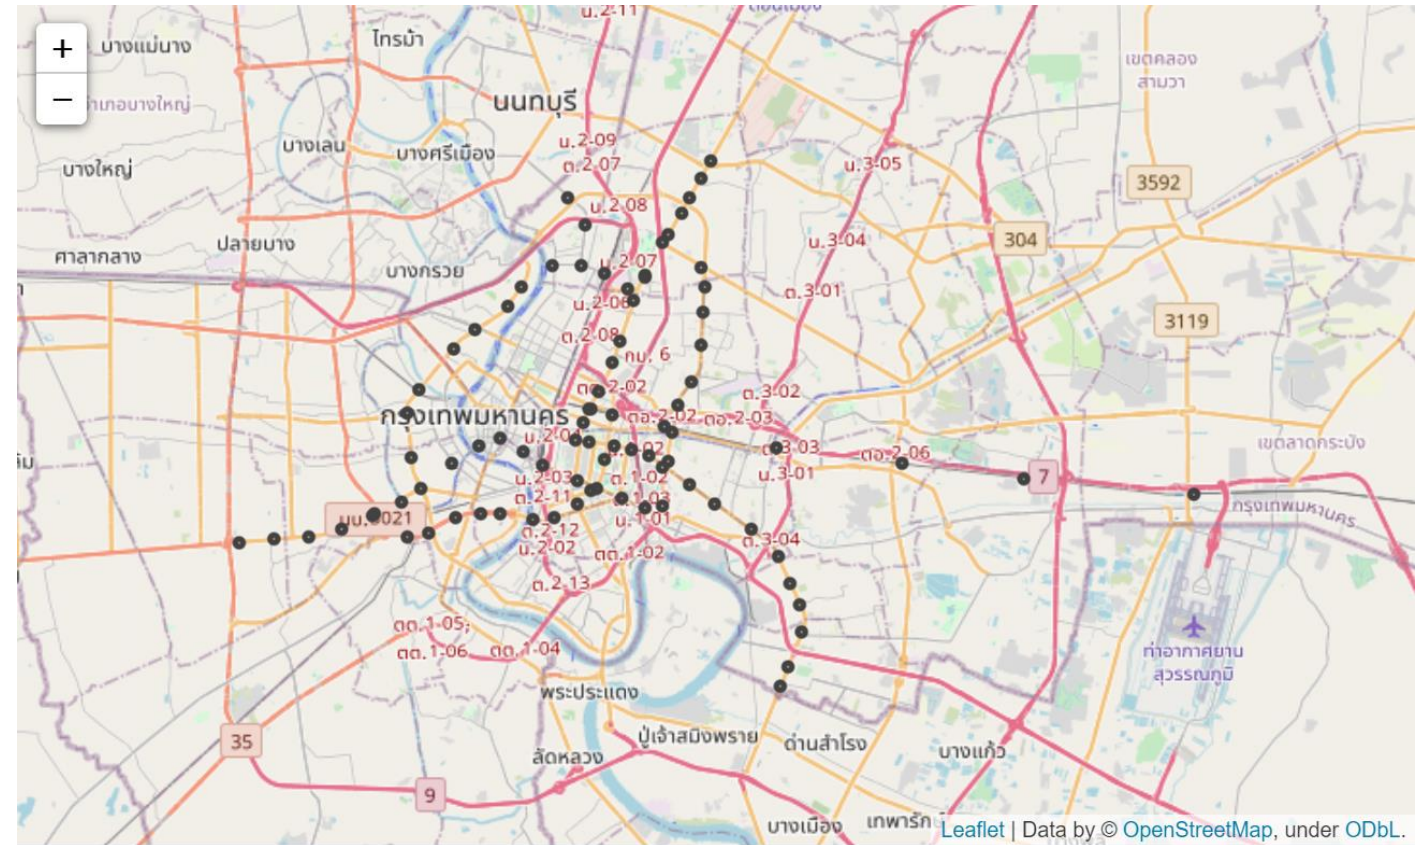 น.2-11
+
บางแม่นาง
ไทรม้า
เขตคลอง
สามวา
−
นนทบุรี
บางเลน
บางศรีเมือง
น.2-09
ต.2-07
น.3-05
บางใหญ่
3592
น.2-08
ปลายบาง
น.3-04
304
ศาลากลาง
บางกรวย
น.2-07
ต.3-01
3119
ต.2-08
กม. 6
ต.3-02
กรุงเทพมหานคร
ตอ.2-02
ตอ.2-03
เขตลาดกระบัง
ตอ.2-06
น.3-01
7
น.2-03
ต.1-02
ต.2-11
กรุงเทพมหานคร
น.1-01
ต.2-12
ต.3-04
น.2-02
ตต.1-02
ต.2-13
ตต.1-05;
ตต.1-06
ตต.1-04
ท่าอากาศยาน
สุวรรณภูมิ
พระประแดง
35
ปู่เจ้าสมิงพราย
ด่านสำโรง
บางแก้ว
ลัดหลวง
9
บางเมือง
เทพารัก
Leaflet | Data by © OpenStreetMap, under ODbL.